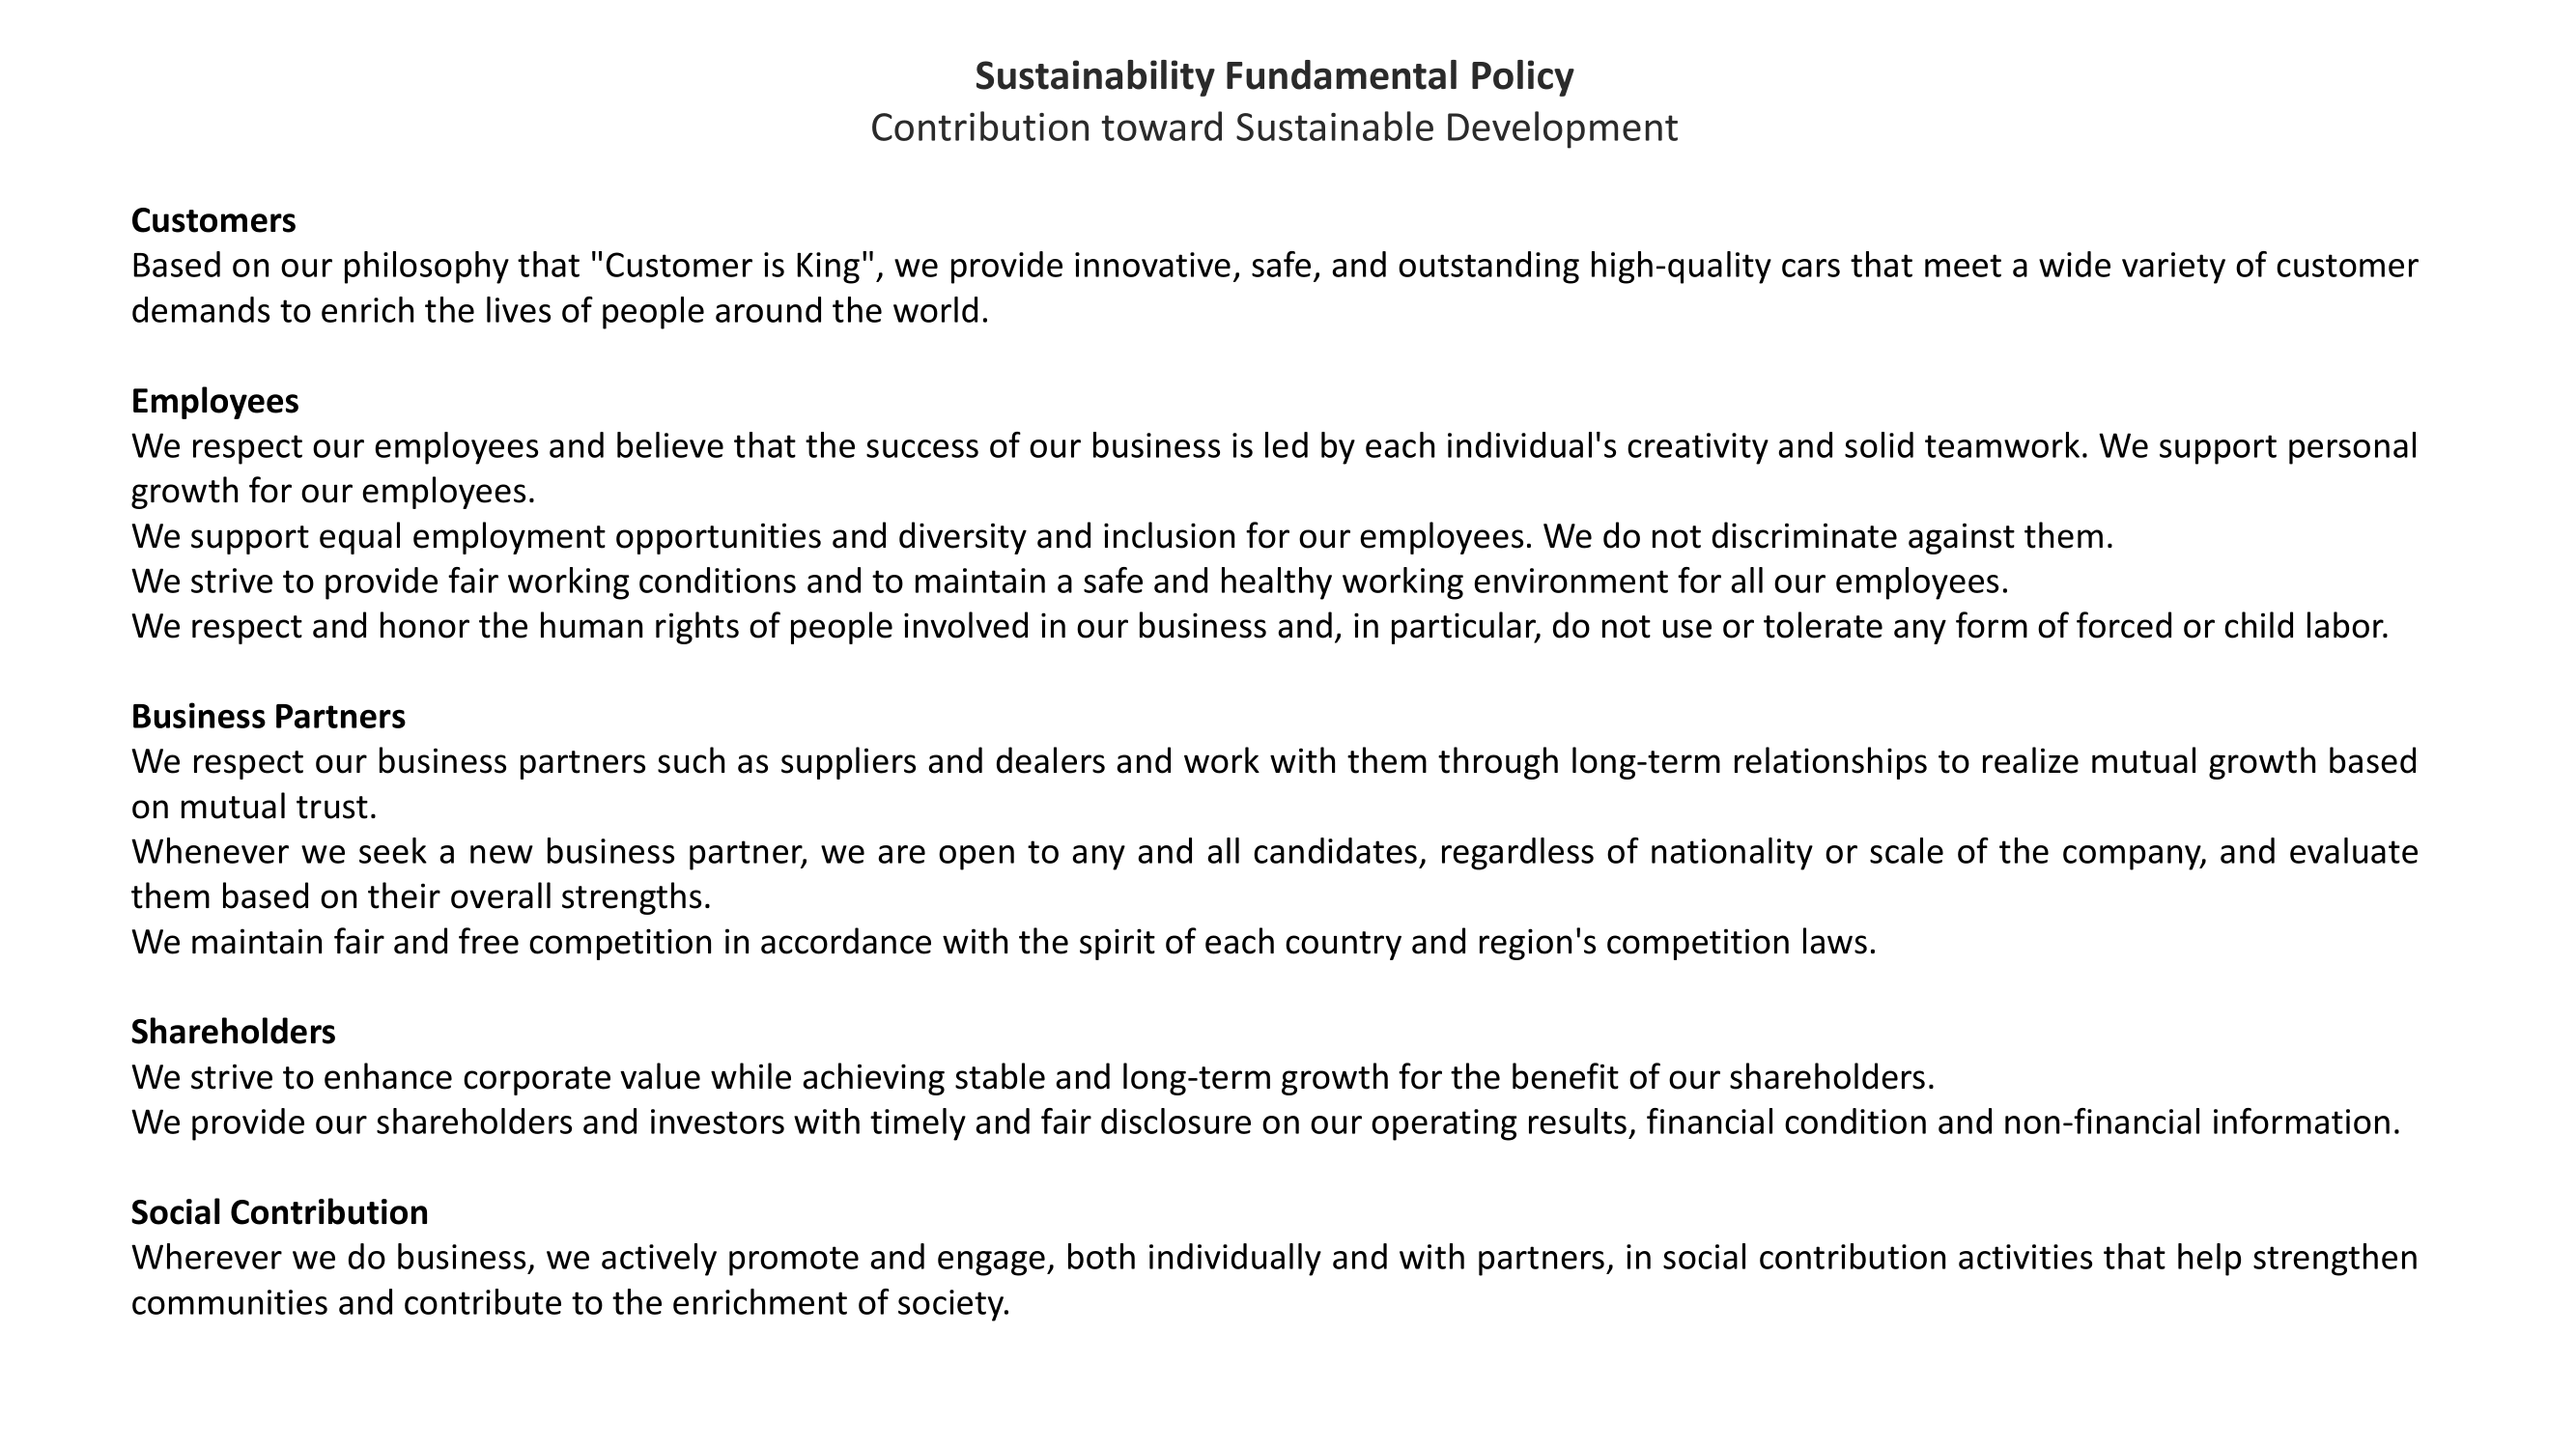 Sustainability Fundamental Policy
Contribution toward Sustainable Development
Customers
Based on our philosophy that "Customer is King", we provide innovative, safe, and outstanding high-quality cars that meet a wide variety of customer
demands to enrich the lives of people around the world.
Employees
We respect our employees and believe that the success of our business is led by each individual's creativity and solid teamwork. We support personal
growth for our employees.
We support equal employment opportunities and diversity and inclusion for our employees. We do not discriminate against them.
We strive to provide fair working conditions and to maintain a safe and healthy working environment for all our employees.
We respect and honor the human rights of people involved in our business and, in particular, do not use or tolerate any form of forced or child labor.
Business Partners
We respect our business partners such as suppliers and dealers and work with them through long-term relationships to realize mutual growth based
on mutual trust.
Whenever we seek a new business partner, we are open to any and all candidates, regardless of nationality or scale of the company, and evaluate
them based on their overall strengths.
We maintain fair and free competition in accordance with the spirit of each country and region's competition laws.
Shareholders
We strive to enhance corporate value while achieving stable and long-term growth for the benefit of our shareholders.
We provide our shareholders and investors with timely and fair disclosure on our operating results, financial condition and non-financial information.
Social Contribution
Wherever we do business, we actively promote and engage, both individually and with partners, in social contribution activities that help strengthen
communities and contribute to the enrichment of society.